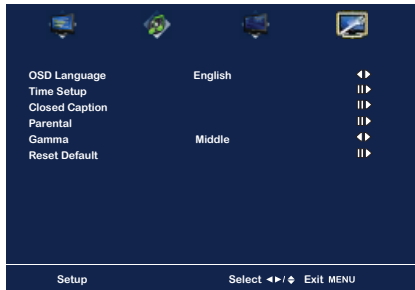 OSD Language English
Time Setup
Closed Caption
Parental
Gamma Middle
Reset Default
Setup Select ◄►/◆ Exit MENU